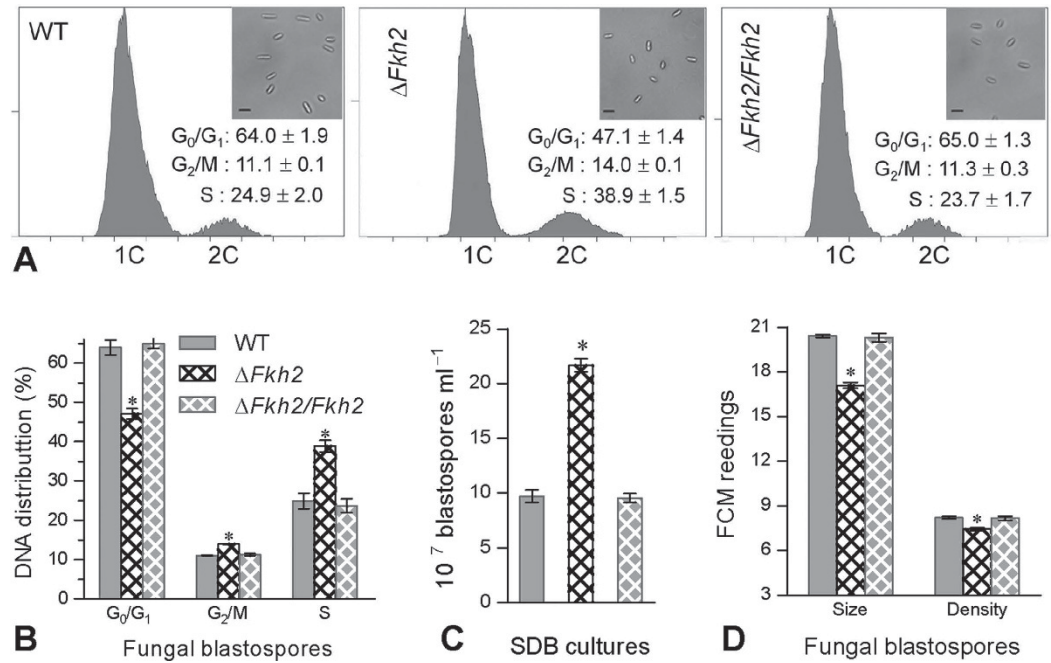 WT
G₀/G₁: 64.0 ± 1.9
G₂/M : 11.1 ± 0.1
S : 24.9 ± 2.0
1C 2C
ΔFkh2
G₀/G₁: 47.1 ± 1.4
G₂/M : 14.0 ± 0.1
S : 38.9 ± 1.5
1C 2C
ΔFkh2/Fkh2
G₀/G₁: 65.0 ± 1.3
G₂/M : 11.3 ± 0.3
S : 23.7 ± 1.7
1C 2C
A
DNA distributtion (%)
60
50
40
30
20
10
0
WT
ΔFkh2
ΔFkh2/Fkh2
*
*
*
G₀/G₁ G₂/M S
Fungal blastospores
B
10⁷ blastospores ml⁻¹
25
20
15
10
5
0
*
SDB cultures
C
FCM reedings
21
18
15
12
9
6
3
*
*
Size Density
Fungal blastospores
D